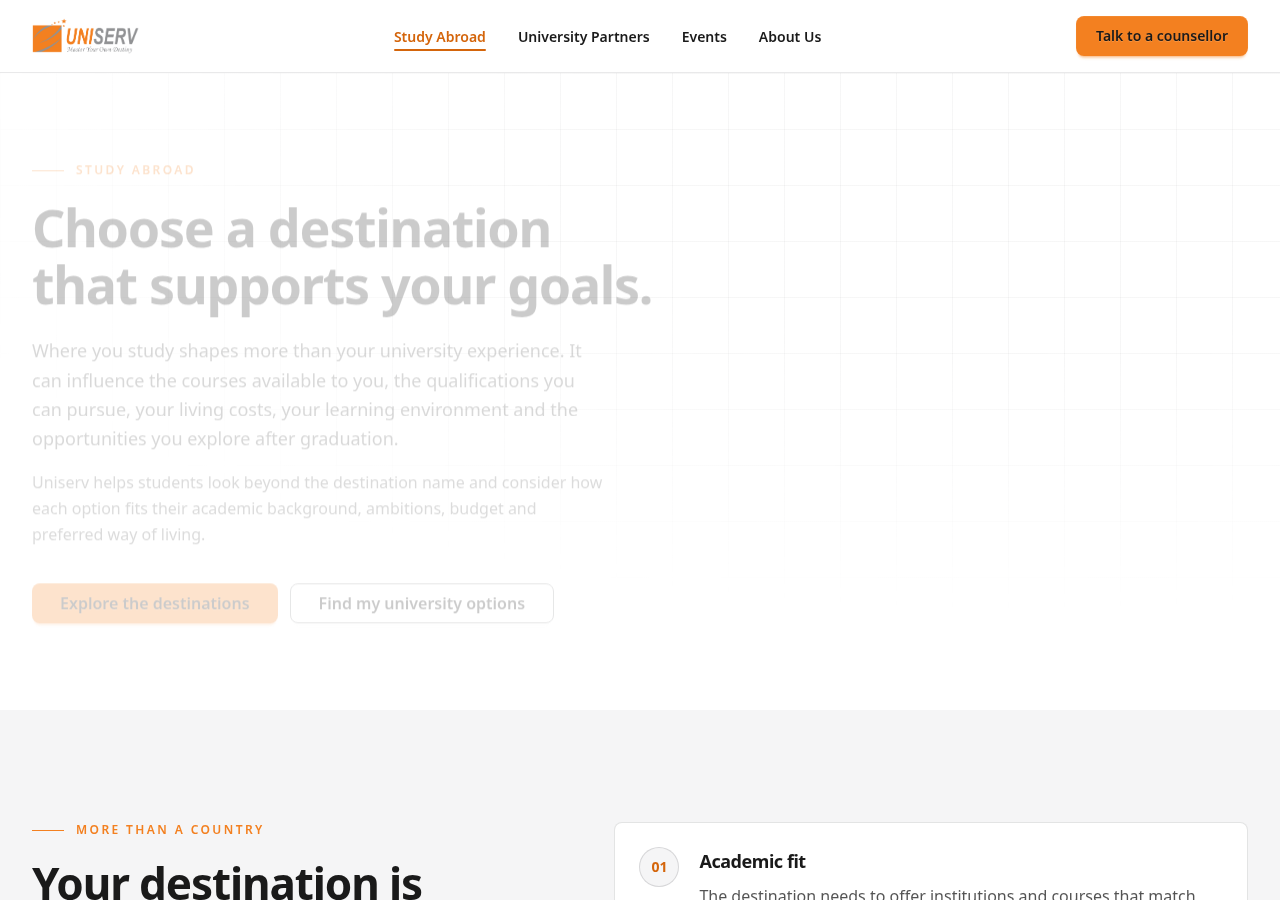 UNISERV
Master Your Own Destiny
Study Abroad
University Partners
Events
About Us
Talk to a counsellor
STUDY ABROAD
Choose a destination
that supports your goals.
Where you study shapes more than your university experience. It
can influence the courses available to you, the qualifications you
can pursue, your living costs, your learning environment and the
opportunities you explore after graduation.
Uniserv helps students look beyond the destination name and consider how
each option fits their academic background, ambitions, budget and
preferred way of living.
Explore the destinations
Find my university options
MORE THAN A COUNTRY
Your destination is
01
Academic fit
The destination needs to offer institutions and courses that match